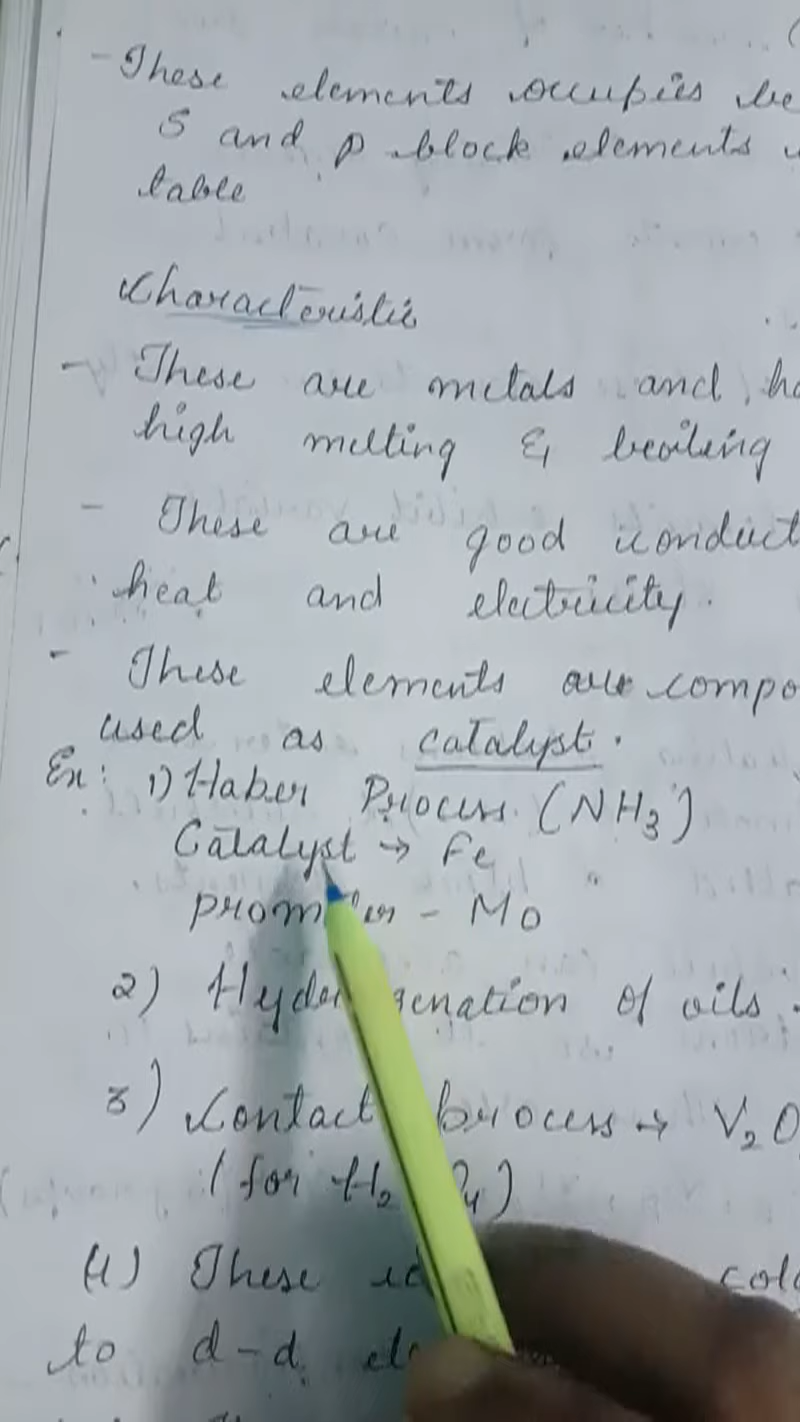 - These elements occupies be
S and p block elements
table
Characteristic
- These are metals and, ha
high melting & boiling
- These are good conduct
heat and electricity.
- These elements are compo
used as catalyst.
Ex: 1) Haber Process (NH3)
Catalyst → Fe
- Mo
2) of oils
3) Contact process → V2O
(for H2
(4) These
to d-d